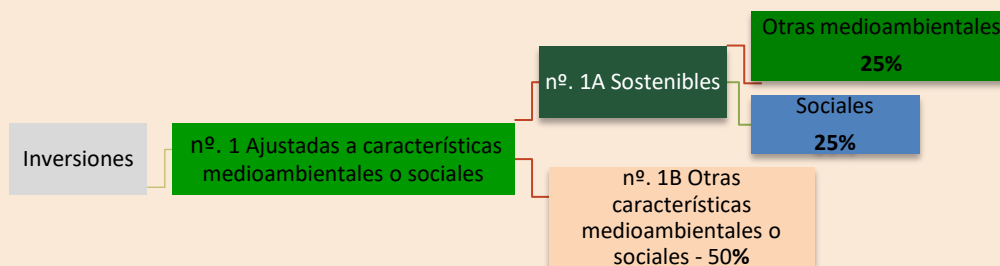 Inversiones
nº. 1 Ajustadas a características
medioambientales o sociales
nº. 1A Sostenibles
Otras medioambientales
25%
Sociales
25%
nº. 1B Otras
características
medioambientales o
sociales - 50%